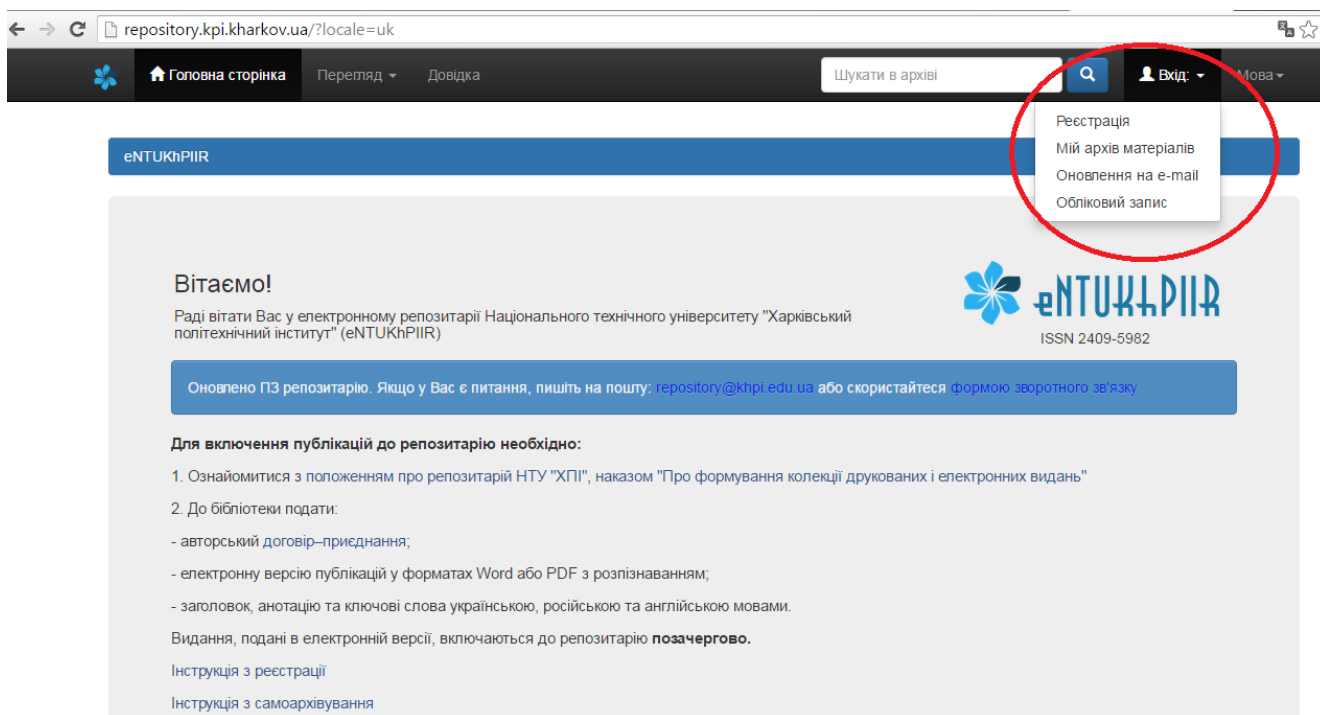 repository.kpi.kharkov.ua/?locale=uk
Головна сторінка Перегляд Довідка Шукати в архіві Вхід: Мова
Реєстрація
Мій архів матеріалів
Оновлення на e-mail
Обліковий запис
eNTUKhPIIR
Вітаємо!
Раді вітати Вас у електронному репозитарії Національного технічного університету "Харківський
політехнічний інститут" (eNTUKhPIIR)
eNTUKhPIIR
ISSN 2409-5982
Оновлено ПЗ репозитарію. Якщо у Вас є питання, пишіть на пошту: repository@khpi.edu.ua або скористайтеся формою зворотного зв'язку
Для включення публікацій до репозитарію необхідно:
1. Ознайомитися з положенням про репозитарій НТУ "ХПІ", наказом "Про формування колекції друкованих і електронних видань"
2. До бібліотеки подати:
- авторський договір–приєднання;
- електронну версію публікацій у форматах Word або PDF з розпізнаванням;
- заголовок, анотацію та ключові слова українською, російською та англійською мовами.
Видання, подані в електронній версії, включаються до репозитарію позачергово.
Інструкція з реєстрації
Інструкція з самоархівування